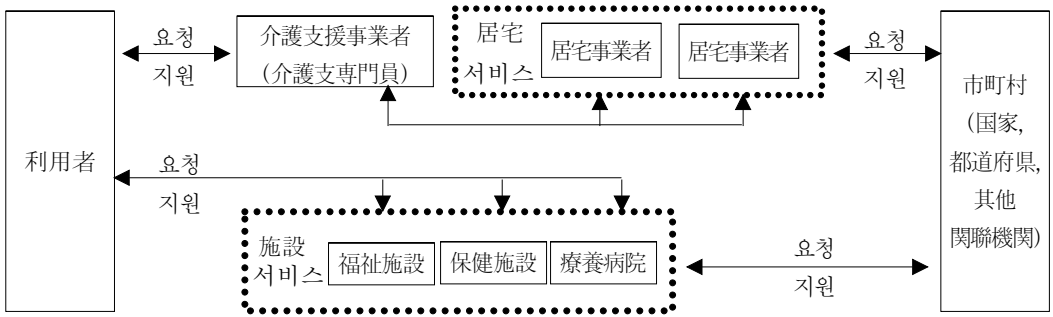 利用者
요청
지원
介護支援事業者
(介護支専門員)
居宅
서비스
居宅事業者
居宅事業者
요청
지원
市町村
(国家,
都道府県,
其他
関聯機関)
요청
지원
施設
서비스
福祉施設
保健施設
療養病院
요청
지원